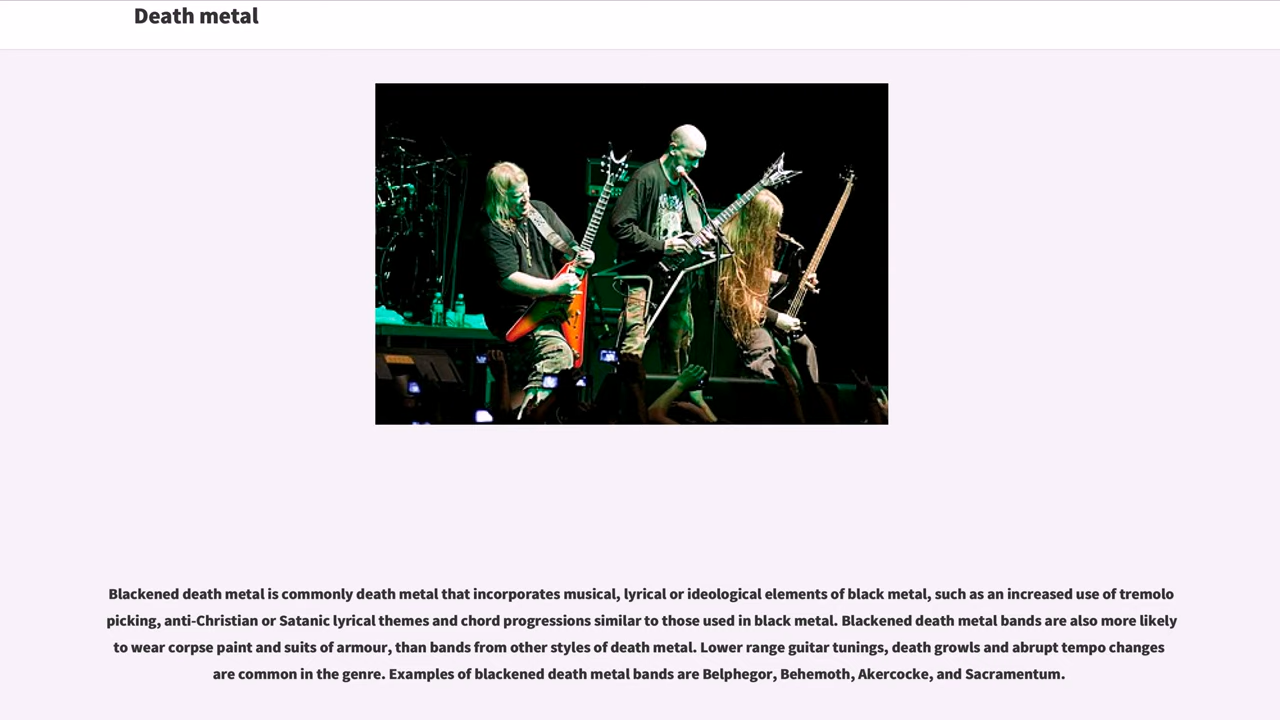 Death metal
Blackened death metal is commonly death metal that incorporates musical, lyrical or ideological elements of black metal, such as an increased use of tremolo
picking, anti-Christian or Satanic lyrical themes and chord progressions similar to those used in black metal. Blackened death metal bands are also more likely
to wear corpse paint and suits of armour, than bands from other styles of death metal. Lower range guitar tunings, death growls and abrupt tempo changes
are common in the genre. Examples of blackened death metal bands are Belphegor, Behemoth, Akercocke, and Sacramentum.